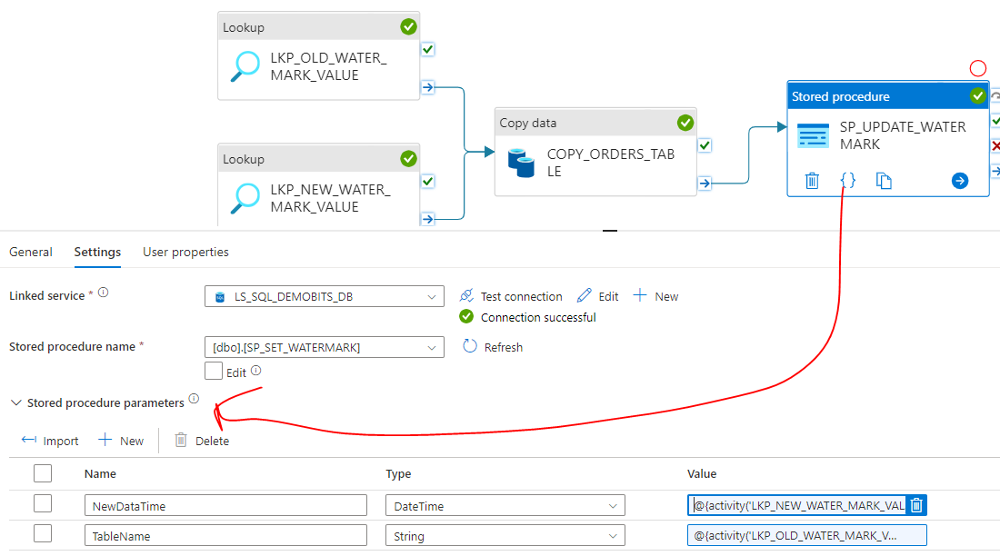 Lookup
LKP_OLD_WATER_
MARK_VALUE
Lookup
LKP_NEW_WATER_
MARK_VALUE
Copy data
COPY_ORDERS_TAB
LE
Stored procedure
SP_UPDATE_WATER
MARK
{}
General Settings User properties
Linked service * LS_SQL_DEMOBITS_DB Test connection Edit New
Connection successful
Stored procedure name * [dbo].[SP_SET_WATERMARK] Refresh
Edit
Stored procedure parameters
Import New Delete
Name Type Value
NewDataTime DateTime @{activity('LKP_NEW_WATER_MARK_VAL
TableName String @{activity('LKP_OLD_WATER_MARK_V...